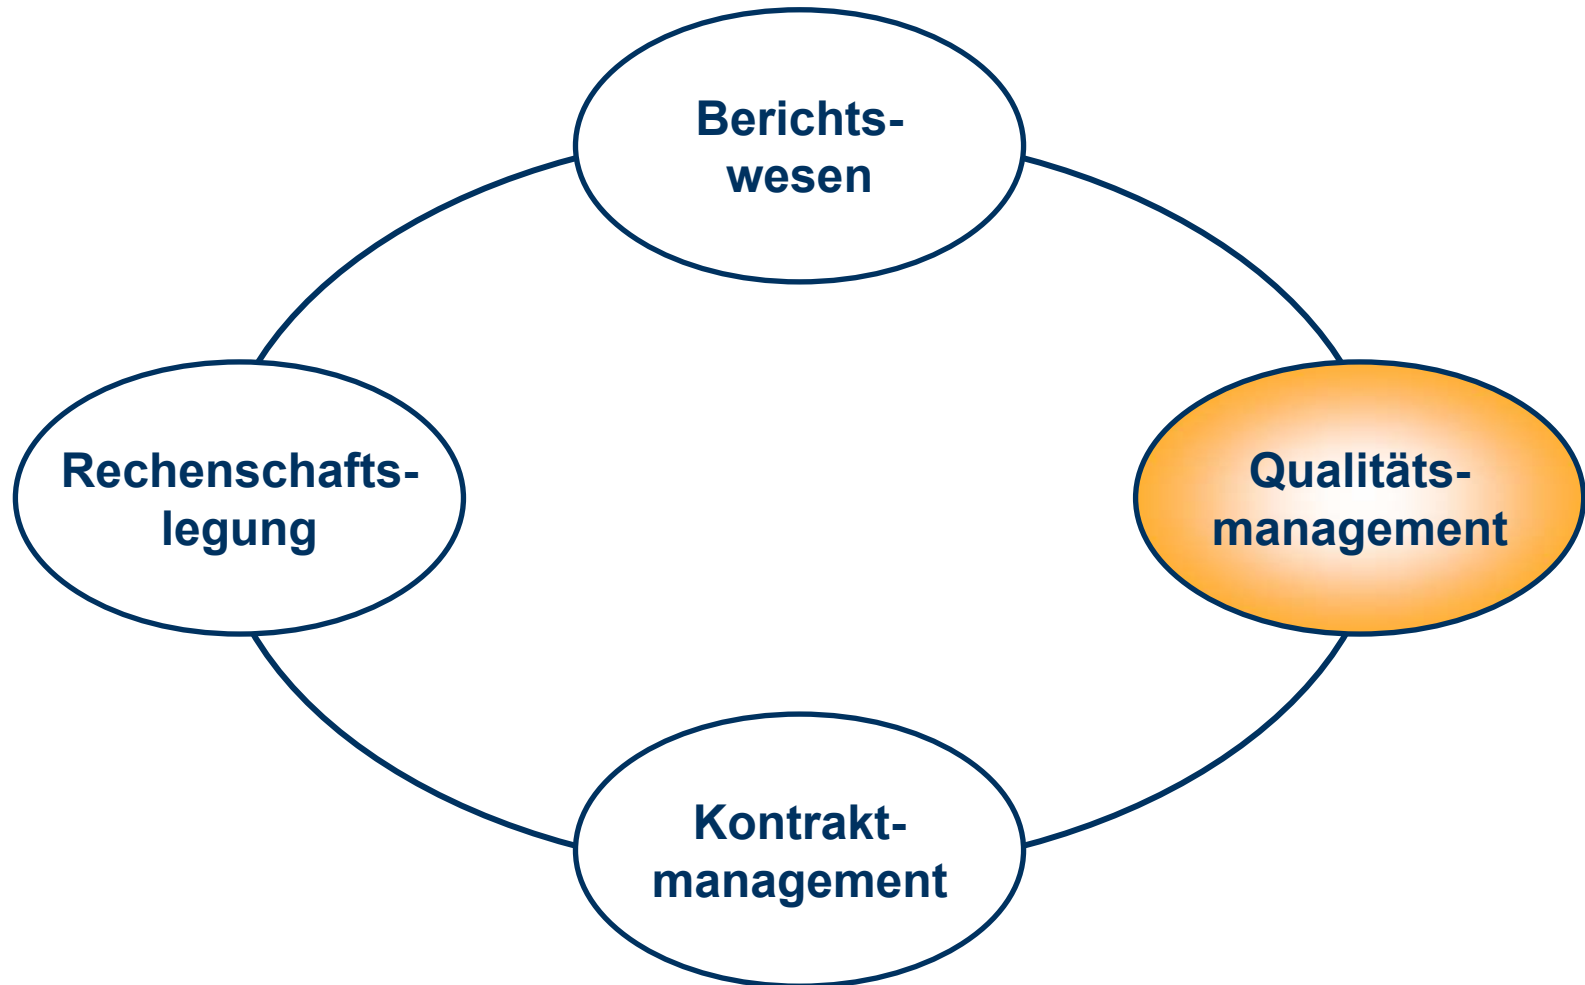 Berichts-
wesen
Rechenschafts-
legung
Qualitäts-
management
Kontrakt-
management